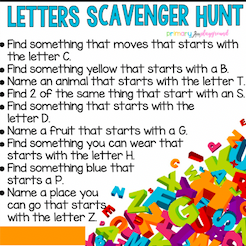 LETTERS SCAVENGER HUNT
primary playground
• Find something that moves that starts with
the letter C.
• Find something yellow that starts with a B.
• Name an animal that starts with the letter T.
• Find 2 of the same thing that start with an S.
• Find something that starts with the
letter D.
• Name a fruit that starts with a G.
• Find something you can wear that
starts with the letter H.
• Find something blue that
starts a P.
• Name a place you
can go that starts
with the letter Z.